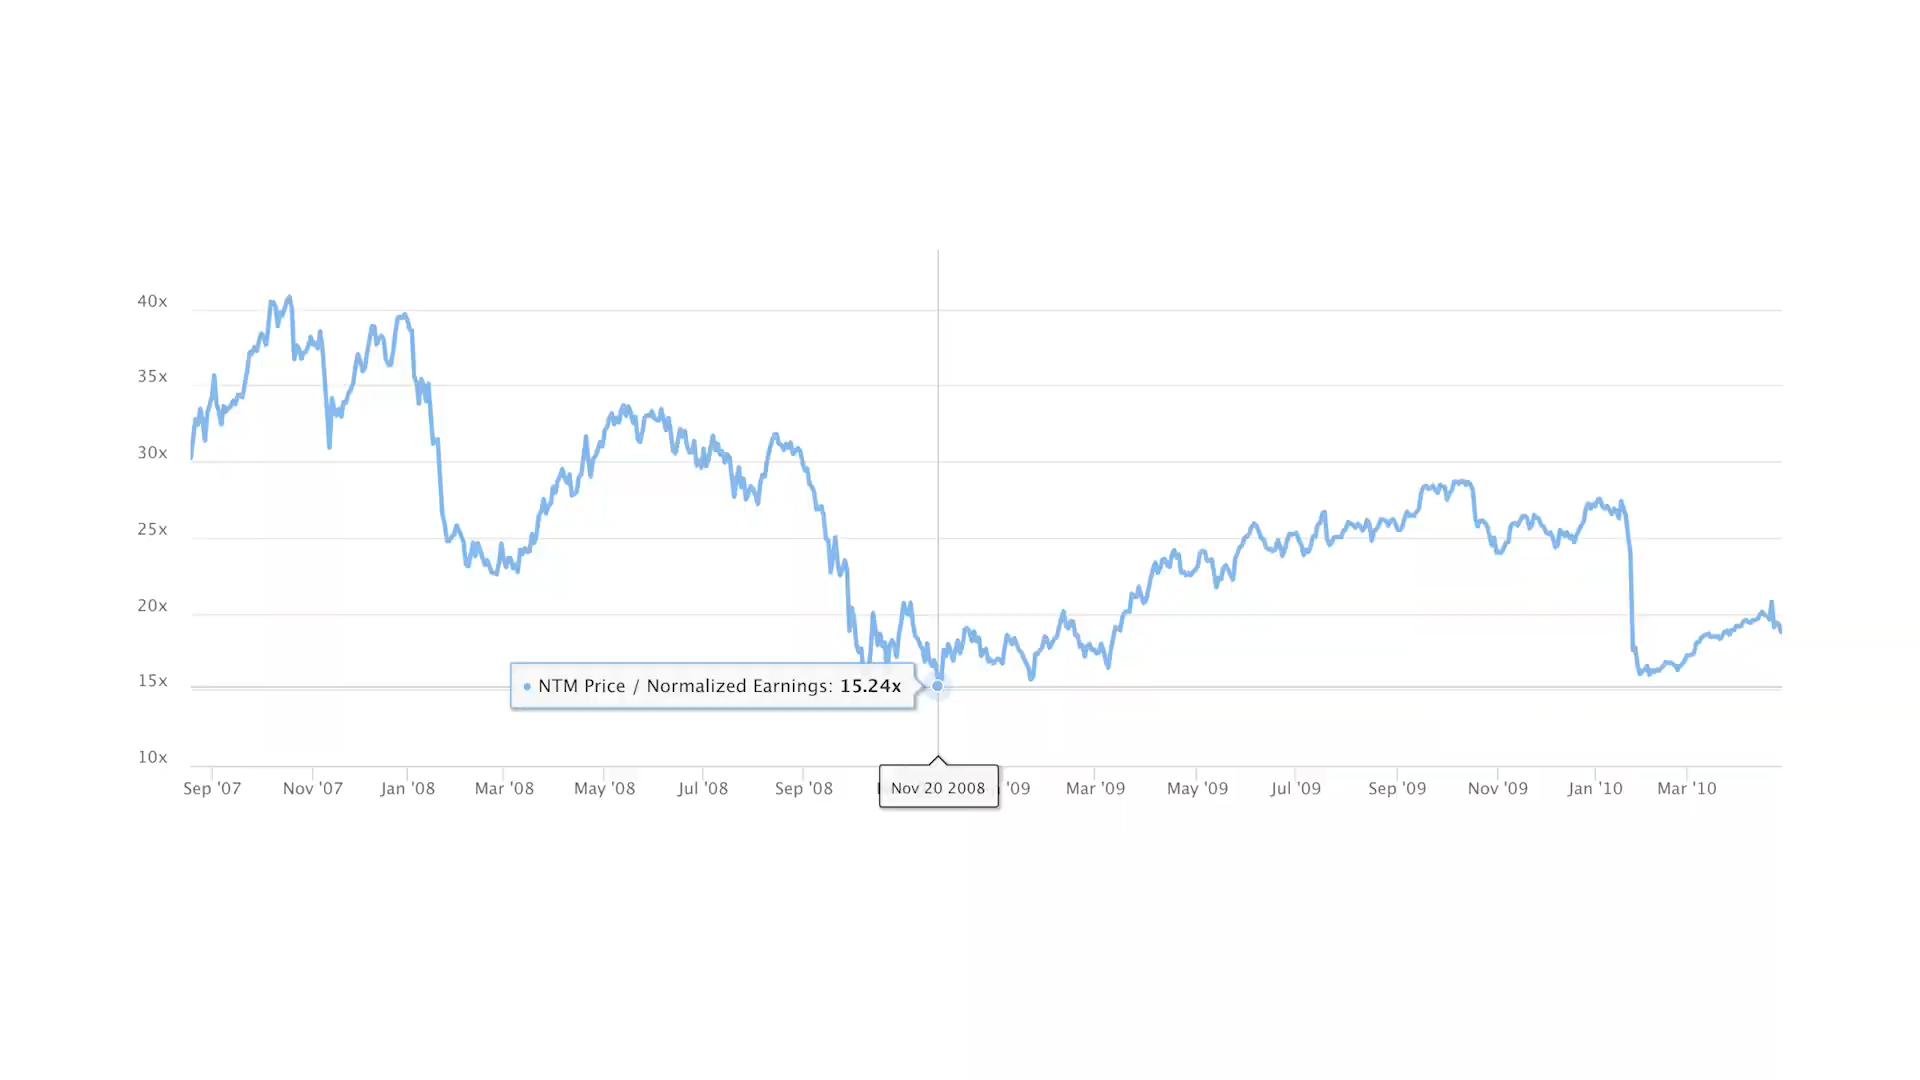 40x
35x
30x
25x
20x
15x
10x
NTM Price / Normalized Earnings: 15.24x
Sep '07 Nov '07 Jan '08 Mar '08 May '08 Jul '08 Sep '08 Nov 20 2008 '09 Mar '09 May '09 Jul '09 Sep '09 Nov '09 Jan '10 Mar '10